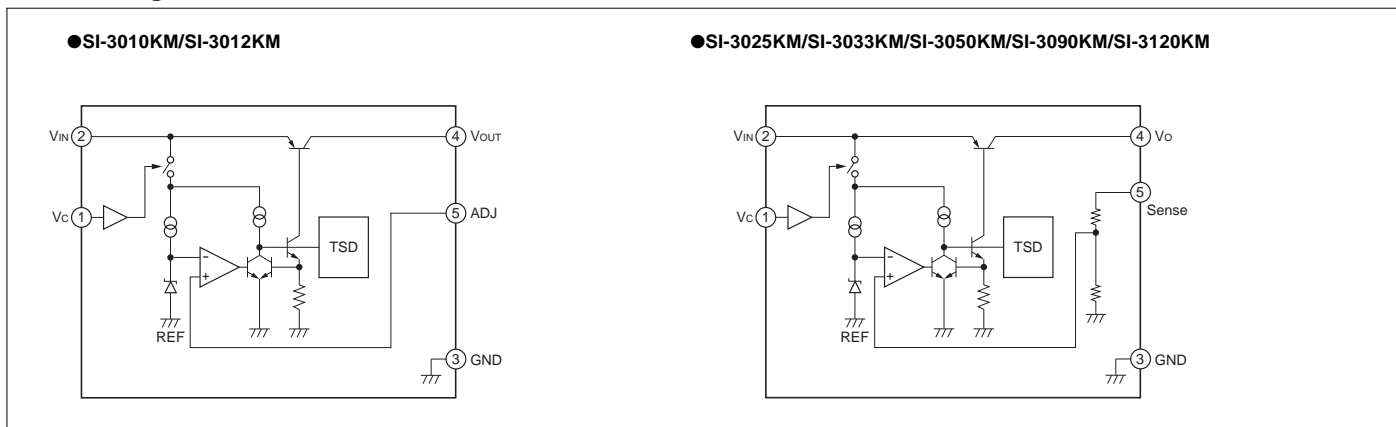 ●SI-3010KM/SI-3012KM
VIN 2
4 VOUT
VC 1
5 ADJ
TSD
-
+
REF
3 GND
●SI-3025KM/SI-3033KM/SI-3050KM/SI-3090KM/SI-3120KM
VIN 2
4 VO
5
Sense
VC 1
TSD
-
+
REF
3 GND